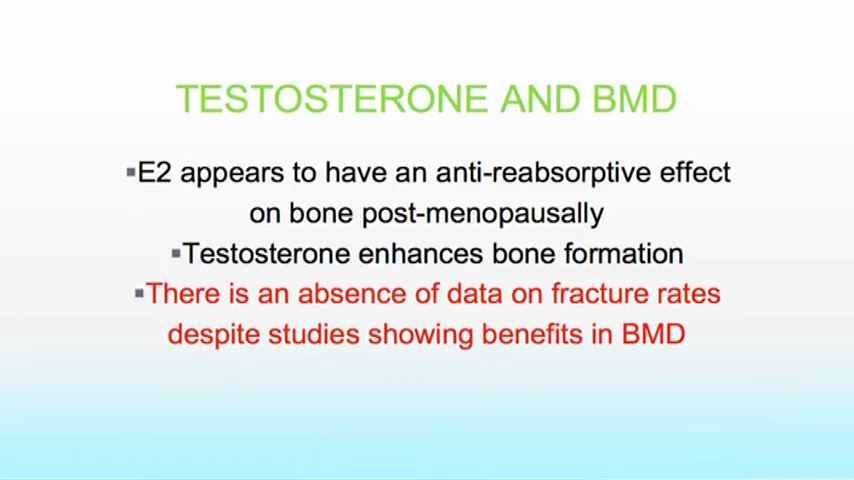 TESTOSTERONE AND BMD
▪E2 appears to have an anti-reabsorptive effect
on bone post-menopausally
▪Testosterone enhances bone formation
▪There is an absence of data on fracture rates
despite studies showing benefits in BMD